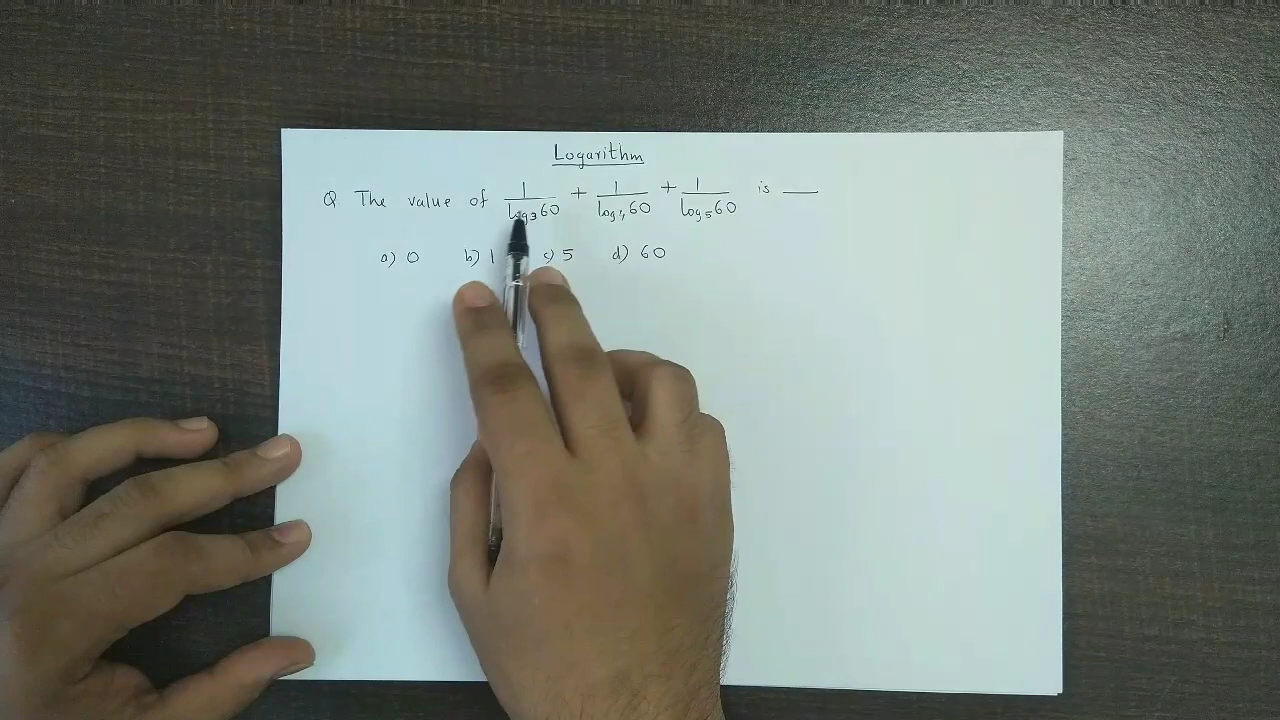 Logarithm
Q The value of 1/log₃60 + 1/log₄60 + 1/log₅60 is ___
a) 0 b) 1 c) 5 d) 60